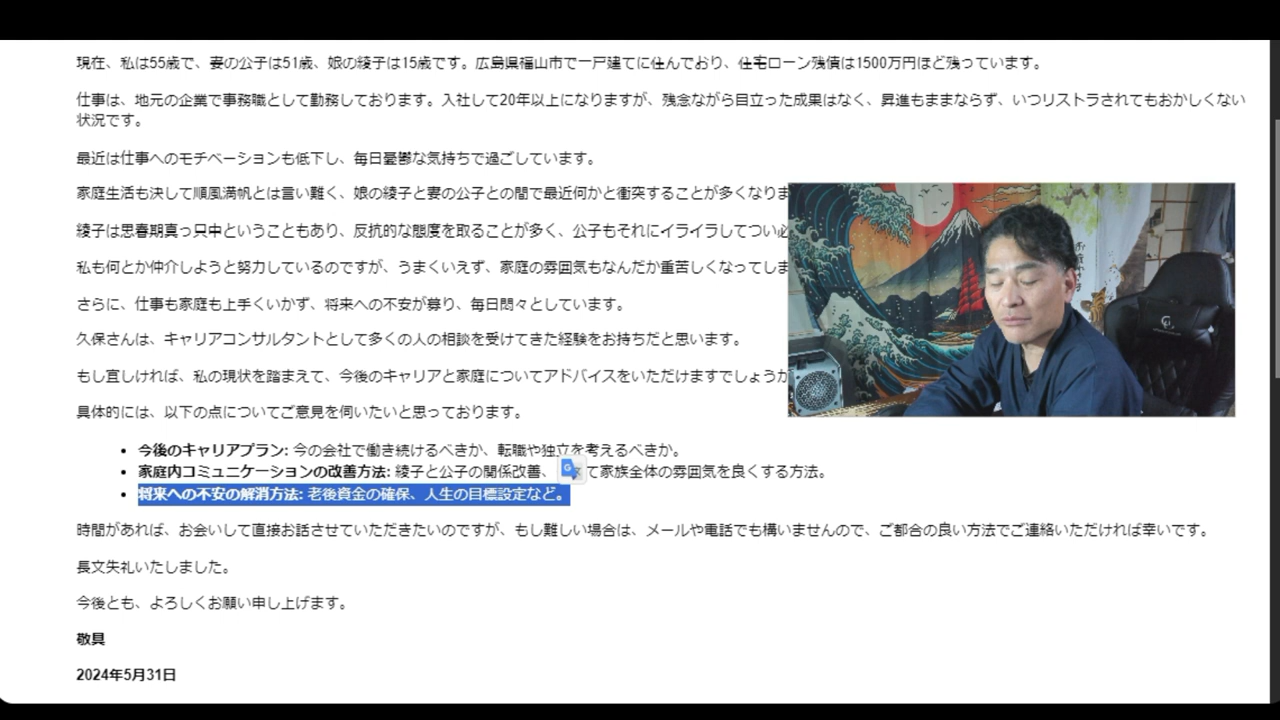 現在、私は55歳で、妻の公子は51歳、娘の綾子は15歳です。広島県福山市で一戸建てに住んでおり、住宅ローン残債は1500万円ほど残っています。
仕事は、地元の企業で事務職として勤務しております。入社して20年以上になりますが、残念ながら目立った成果はなく、昇進もままならず、いつリストラされてもおかしくない
状況です。
最近は仕事へのモチベーションも低下し、毎日憂鬱な気持ちで過ごしています。
家庭生活も決して順風満帆とは言い難く、娘の綾子と妻の公子との間で最近何かと衝突することが多くなりま
綾子は思春期真っ只中ということもあり、反抗的な態度を取ることが多く、公子もそれにイライラしてつい
私も何とか仲介しようと努力しているのですが、うまくいえず、家庭の雰囲気もなんだか重苦しくなってしま
さらに、仕事も家庭も上手くいかず、将来への不安が募り、毎日悶々としています。
久保さんは、キャリアコンサルタントとして多くの人の相談を受けてきた経験をお持ちだと思います。
もし宜しければ、私の現状を踏まえて、今後のキャリアと家庭についてアドバイスをいただけますでしょうか
具体的には、以下の点についてご意見を伺いたいと思っております。
• 今後のキャリアプラン: 今の会社で働き続けるべきか、転職や独立を考えるべきか。
• 家庭内コミュニケーションの改善方法: 綾子と公子の関係改善、て家族全体の雰囲気を良くする方法。
• 将来への不安の解消方法: 老後資金の確保、人生の目標設定など。
時間があれば、お会いして直接お話させていただきたいのですが、もし難しい場合は、メールや電話でも構いませんので、ご都合の良い方法でご連絡いただければ幸いです。
長文失礼いたしました。
今後とも、よろしくお願い申し上げます。
敬具
2024年5月31日